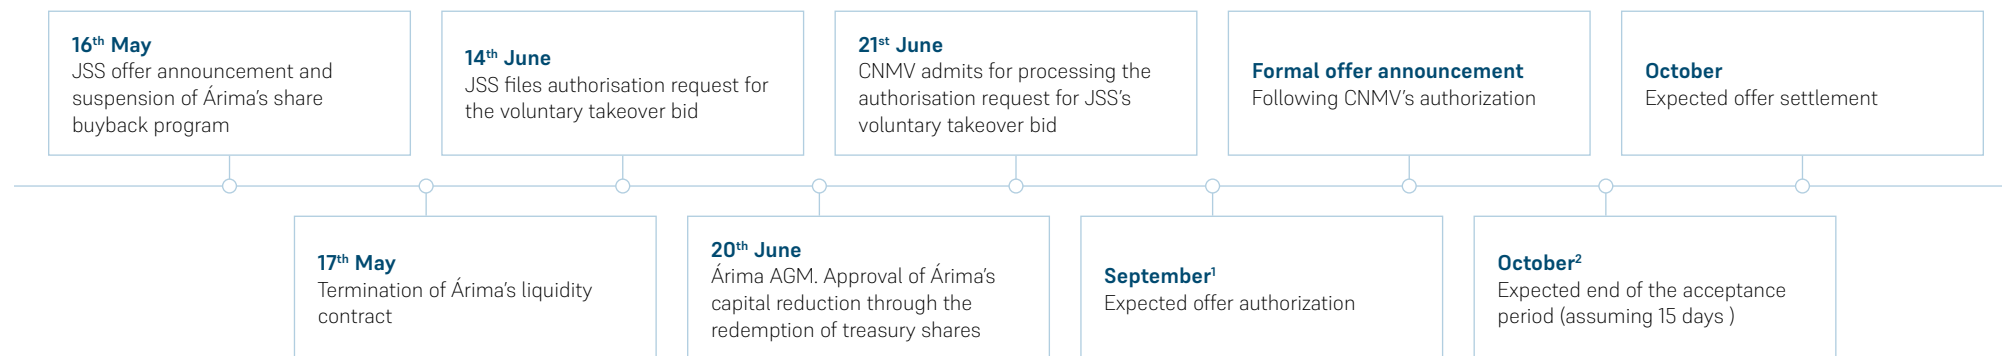 16th May
JSS offer announcement and
suspension of Árima's share
buyback program
17th May
Termination of Árima's liquidity
contract
14th June
JSS files authorisation request for
the voluntary takeover bid
20th June
Árima AGM. Approval of Árima's
capital reduction through the
redemption of treasury shares
21st June
CNMV admits for processing the
authorisation request for JSS's
voluntary takeover bid
September1
Expected offer authorization
Formal offer announcement
Following CNMV's authorization
October2
Expected end of the acceptance
period (assuming 15 days )
October
Expected offer settlement